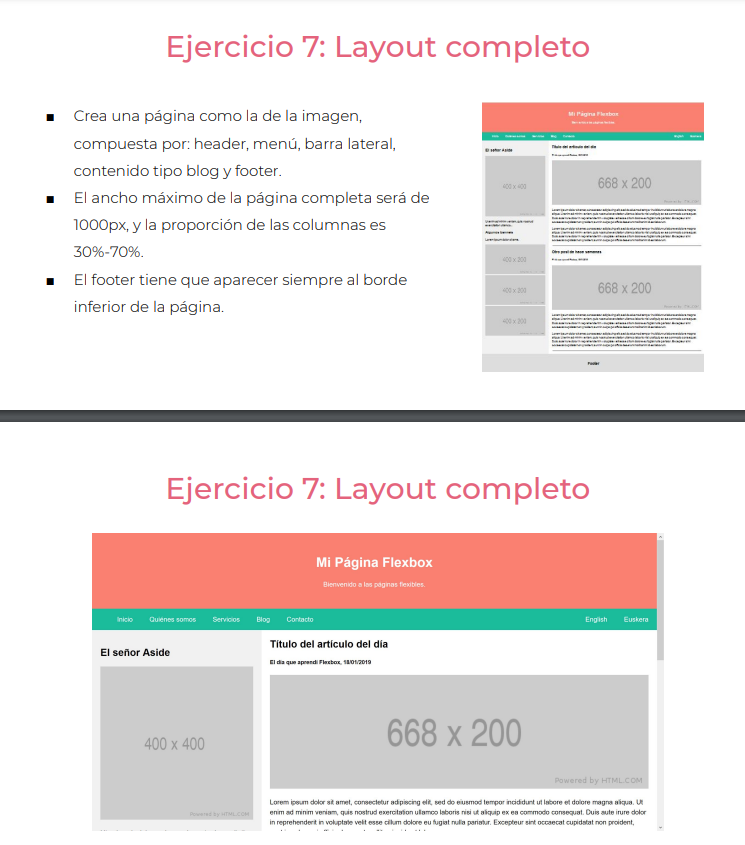 Ejercicio 7: Layout completo
■ Crea una página como la de la imagen,
compuesta por: header, menú, barra lateral,
contenido tipo blog y footer.
■ El ancho máximo de la página completa será de
1000px, y la proporción de las columnas es
30%-70%.
■ El footer tiene que aparecer siempre al borde
inferior de la página.
Mi Página Flexbox
Inicio Quiénes somos Servicios Blog Contacto English Euskera
El señor Aside
Título del artículo del día
400 x 400
668 x 200
Otro post de hace semanas
400 x 200
400 x 200
400 x 200
668 x 200
Footer
Ejercicio 7: Layout completo
Mi Página Flexbox
Bienvenido a las páginas flexibles.
Inicio Quiénes somos Servicios Blog Contacto English Euskera
El señor Aside
Título del artículo del día
El día que aprendí Flexbox, 18/01/2019
400 x 400
Powered by HTML.COM
668 x 200
Powered by HTML.COM
Lorem ipsum dolor sit amet, consectetur adipiscing elit, sed do eiusmod tempor incididunt ut labore et dolore magna aliqua. Ut
enim ad minim veniam, quis nostrud exercitation ullamco laboris nisi ut aliquip ex ea commodo consequat. Duis aute irure dolor
in reprehenderit in voluptate velit esse cillum dolore eu fugiat nulla pariatur. Excepteur sint occaecat cupidatat non proident,